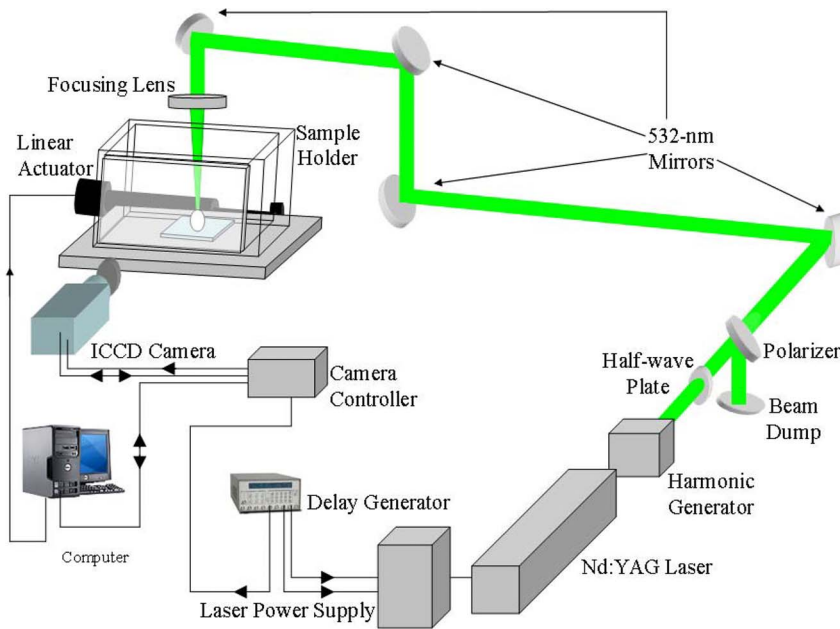 Focusing Lens
Linear
Actuator
Sample
Holder
532-nm
Mirrors
ICCD Camera
Camera
Controller
Half-wave
Plate
Polarizer
Beam
Dump
Harmonic
Generator
Delay Generator
Computer
Laser Power Supply
Nd:YAG Laser